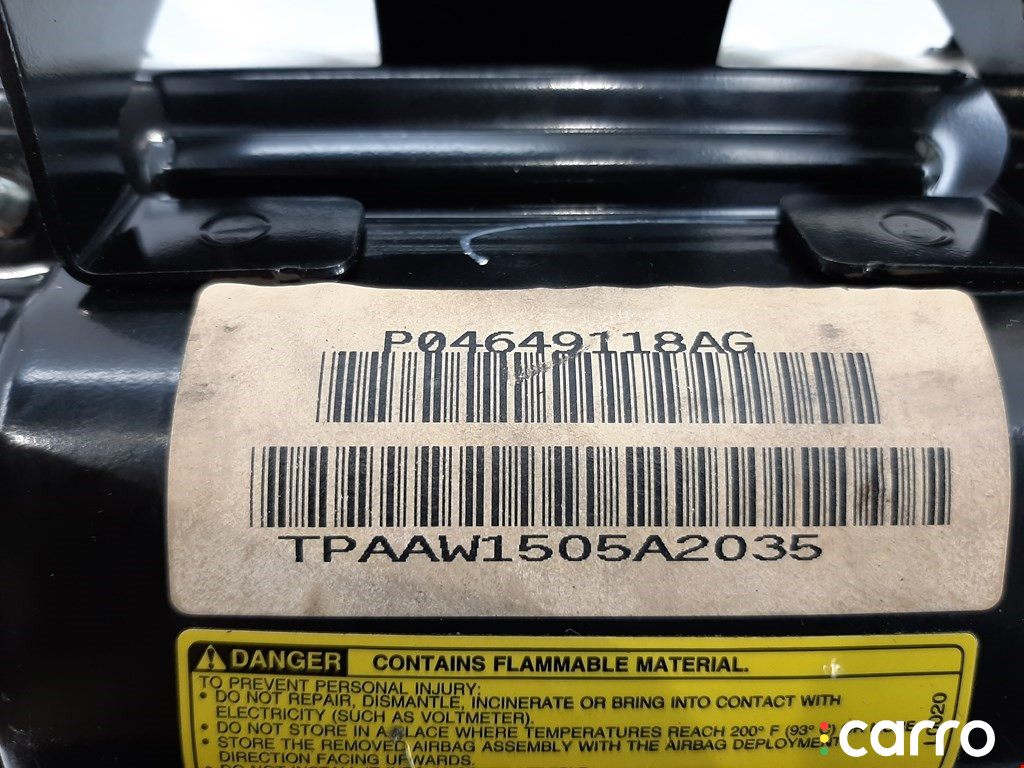 P04649118AG
TPAAW1505A2035
DANGER CONTAINS FLAMMABLE MATERIAL.
TO PREVENT PERSONAL INJURY:
• DO NOT REPAIR, DISMANTLE, INCINERATE OR BRING INTO CONTACT WITH
ELECTRICITY (SUCH AS VOLTMETER).
• DO NOT STORE IN A PLACE WHERE TEMPERATURES REACH 200° F (93°
• STORE THE REMOVED AIRBAG ASSEMBLY WITH THE AIRBAG DEPLOYMENT
DIRECTION FACING UPWARDS.
carro